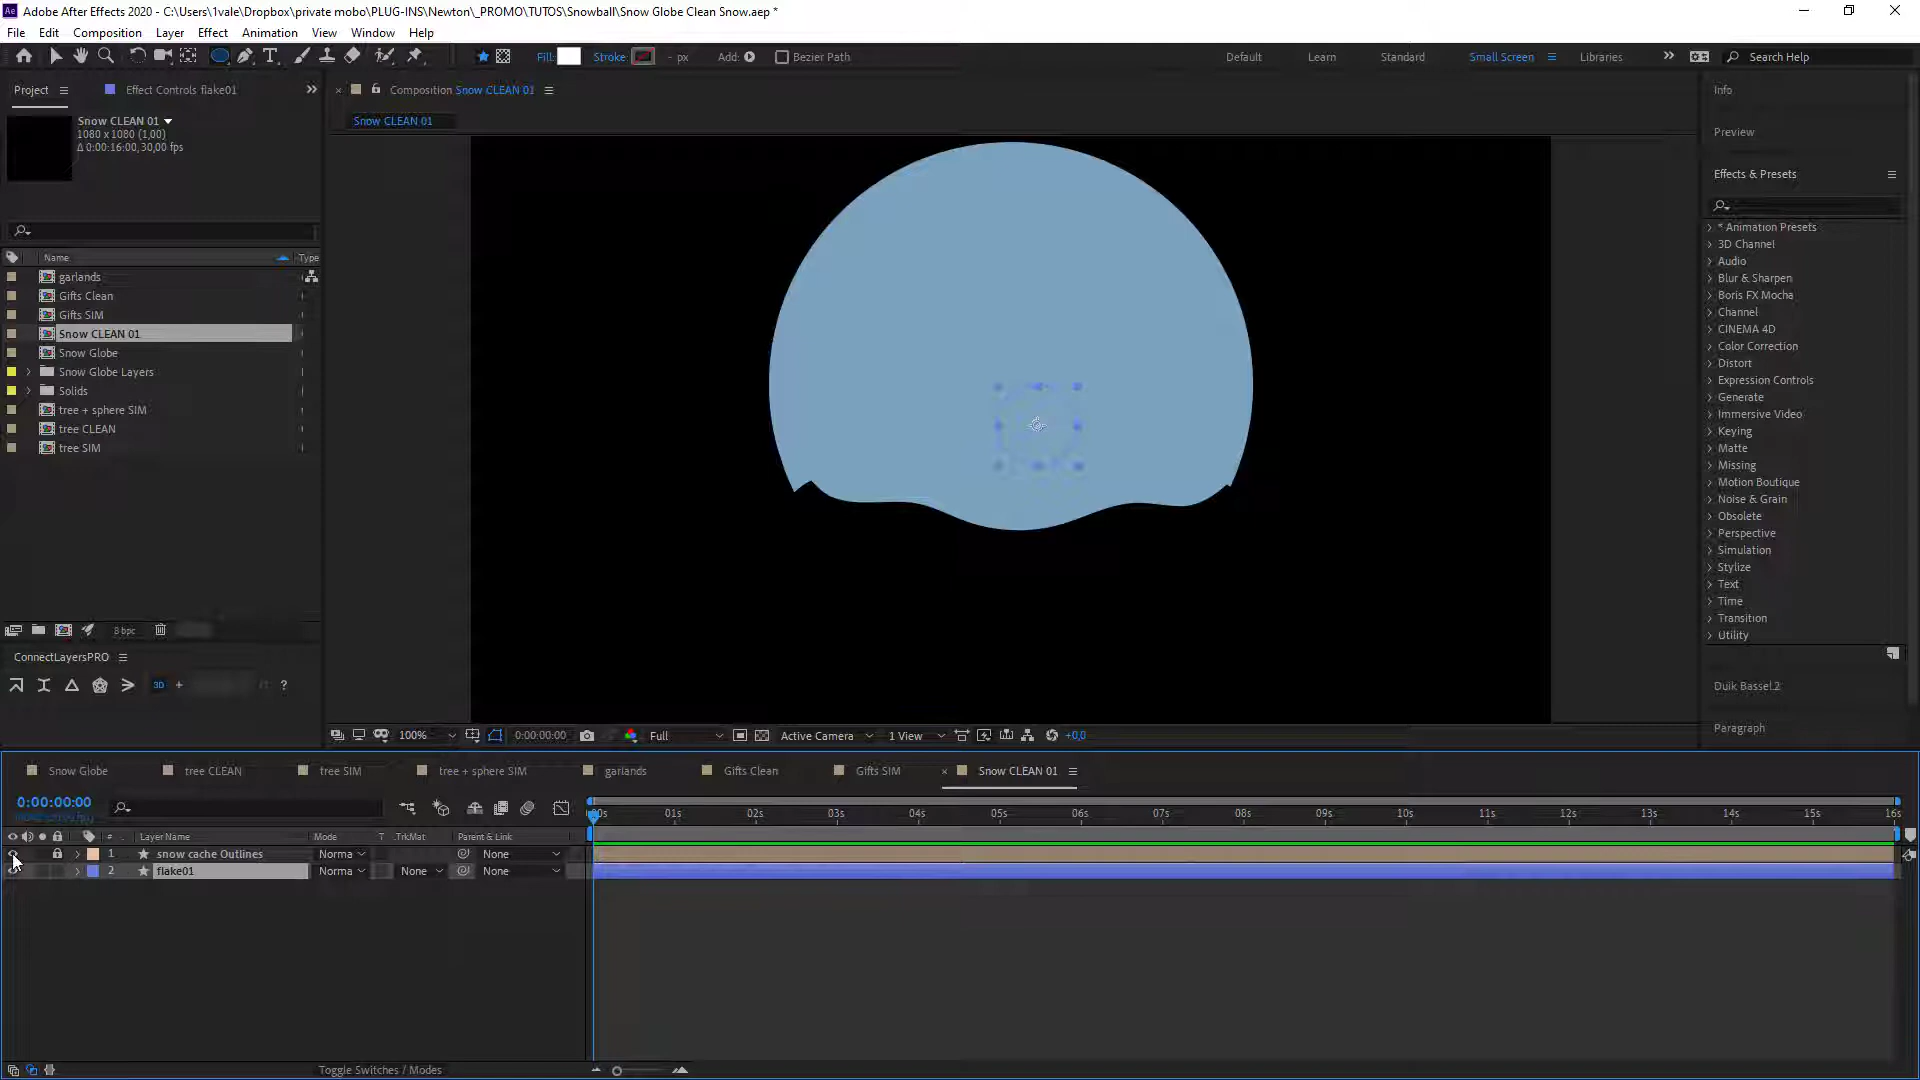 Adobe After Effects 2020 - C:\Users\1vale\Dropbox\private mobo\PLUG-INS\Newton\_PROMO\TUTOS\Snowball\Snow Globe Clean Snow.aep *
File Edit Composition Layer Effect Animation View Window Help
Fill: Stroke: - px Add: Bezier Path Default Learn Standard Small Screen Libraries Search Help
Project Effect Controls flake01
Composition Snow CLEAN 01
Info
Snow CLEAN 01
1080 x 1080 (1,00)
Δ 0:00:16:00, 30,00 fps
Snow CLEAN 01
Preview
Effects & Presets
Name Type
garlands
Gifts Clean
Gifts SIM
Snow CLEAN 01
Snow Globe
Snow Globe Layers
Solids
tree + sphere SIM
tree CLEAN
tree SIM
* Animation Presets
3D Channel
Audio
Blur & Sharpen
Boris FX Mocha
Channel
CINEMA 4D
Color Correction
Distort
Expression Controls
Generate
Immersive Video
Keying
Matte
Missing
Motion Boutique
Noise & Grain
Obsolete
Perspective
Simulation
Stylize
Text
Time
Transition
Utility
8 bpc
ConnectLayersPRO
3D + ?
Duik Bassel.2
Paragraph
100% 0:00:00:00 Full Active Camera 1 View +0,0
Snow Globe tree CLEAN tree SIM tree + sphere SIM garlands Gifts Clean Gifts SIM Snow CLEAN 01
0:00:00:00
00s 01s 02s 03s 04s 05s 06s 07s 08s 09s 10s 11s 12s 13s 14s 15s 16s
# Layer Name Mode T .TrkMat Parent & Link
1 snow cache Outlines Norma None
2 flake01 Norma None None
Toggle Switches / Modes